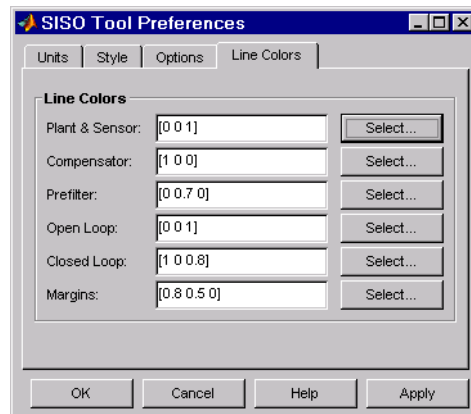 SISO Tool Preferences
Units Style Options Line Colors
Line Colors
Plant & Sensor: [0 0 1] Select...
Compensator: [1 0 0] Select...
Prefilter: [0 0.7 0] Select...
Open Loop: [0 0 1] Select...
Closed Loop: [1 0 0.8] Select...
Margins: [0.8 0.5 0] Select...
OK Cancel Help Apply